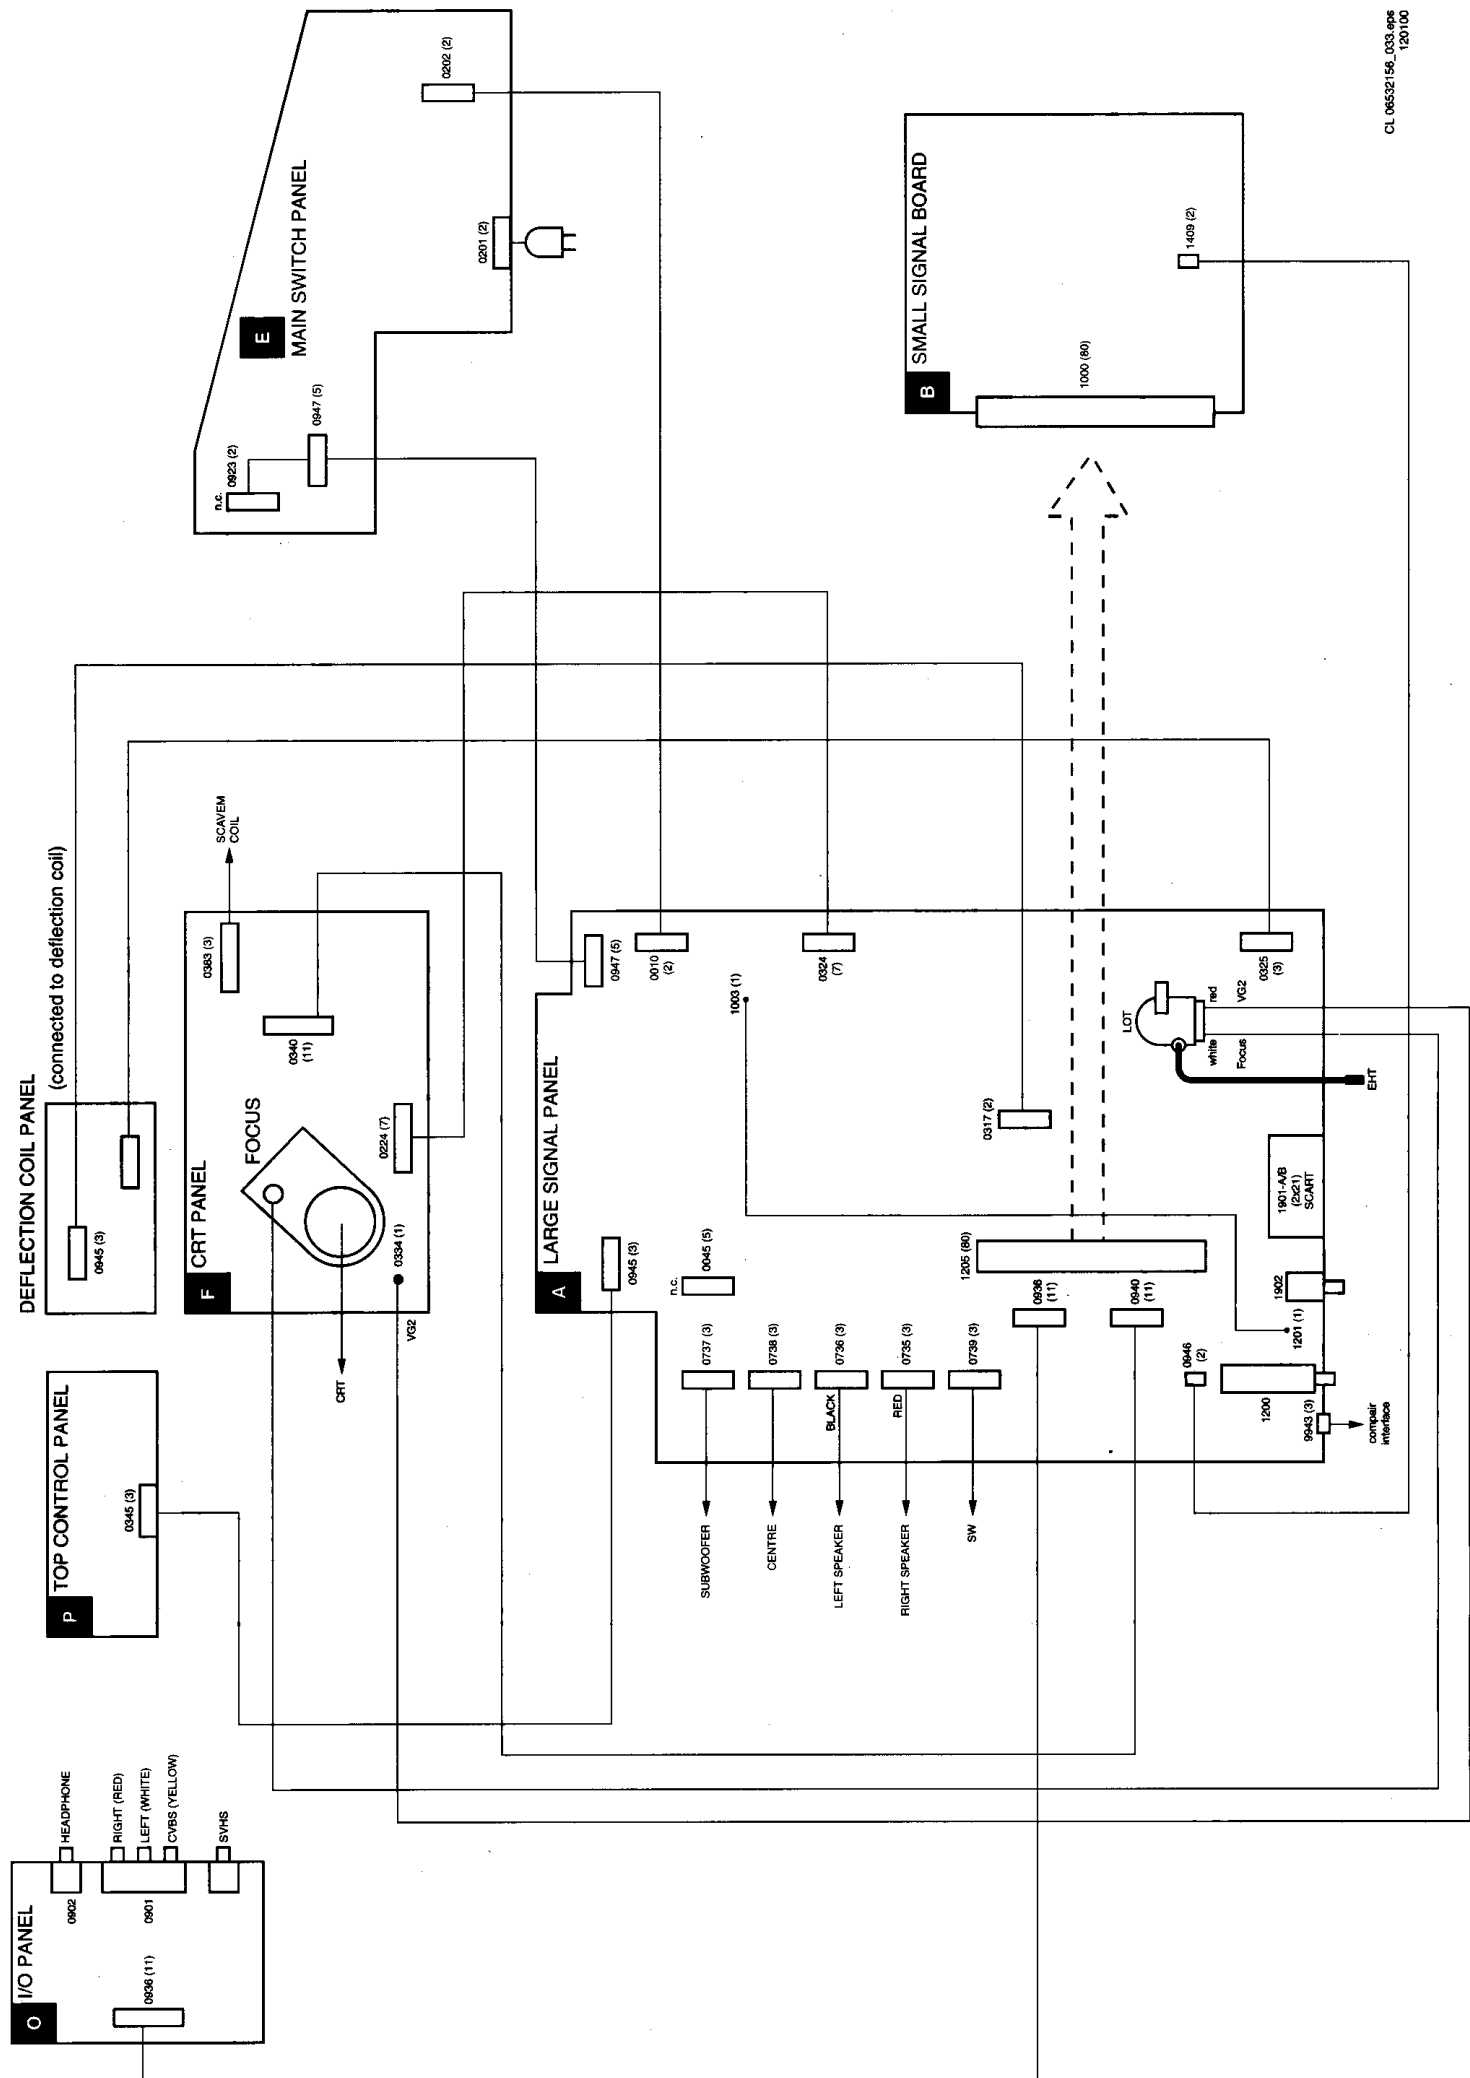 O
I/O PANEL
0936 (11)
0902
0901
HEADPHONE
RIGHT (RED)
LEFT (WHITE)
CVBS (YELLOW)
SVHS
P
TOP CONTROL PANEL
0345 (3)
DEFLECTION COIL PANEL
(connected to deflection coil)
0945 (3)
F
CRT PANEL
FOCUS
0383 (3)
SCAVEM
COIL
0340
(11)
0224 (7)
0334 (1)
VG2
CRT
E
MAIN SWITCH PANEL
n.c.
0923 (2)
0947 (5)
0201 (2)
0202 (2)
A
LARGE SIGNAL PANEL
0945 (3)
0947 (5)
0010
(2)
n.c.
0045 (5)
1003 (1)
0324
(7)
0737 (3)
0738 (3)
0736 (3)
0735 (3)
0739 (3)
BLACK
RED
SUBWOOFER
CENTRE
LEFT SPEAKER
RIGHT SPEAKER
SW
1205 (80)
0936
(11)
0940
(11)
0317 (2)
LOT
white
red
Focus
VG2
0325
(3)
EHT
0946
(2)
1200
1201 (1)
1902
1901-A/B
(2x21)
SCART
9943 (3)
compair
interface
B
SMALL SIGNAL BOARD
1000 (80)
1409 (2)
CL 06532156_033.eps
120100